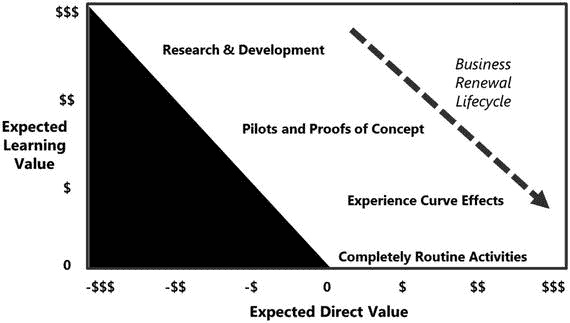 $$$
Research & Development
Business
Renewal
Lifecycle
$$
Expected
Learning
Value
Pilots and Proofs of Concept
$
Experience Curve Effects
0
Completely Routine Activities
-$$$
-$$
-$
0
$
$$
$$$
Expected Direct Value